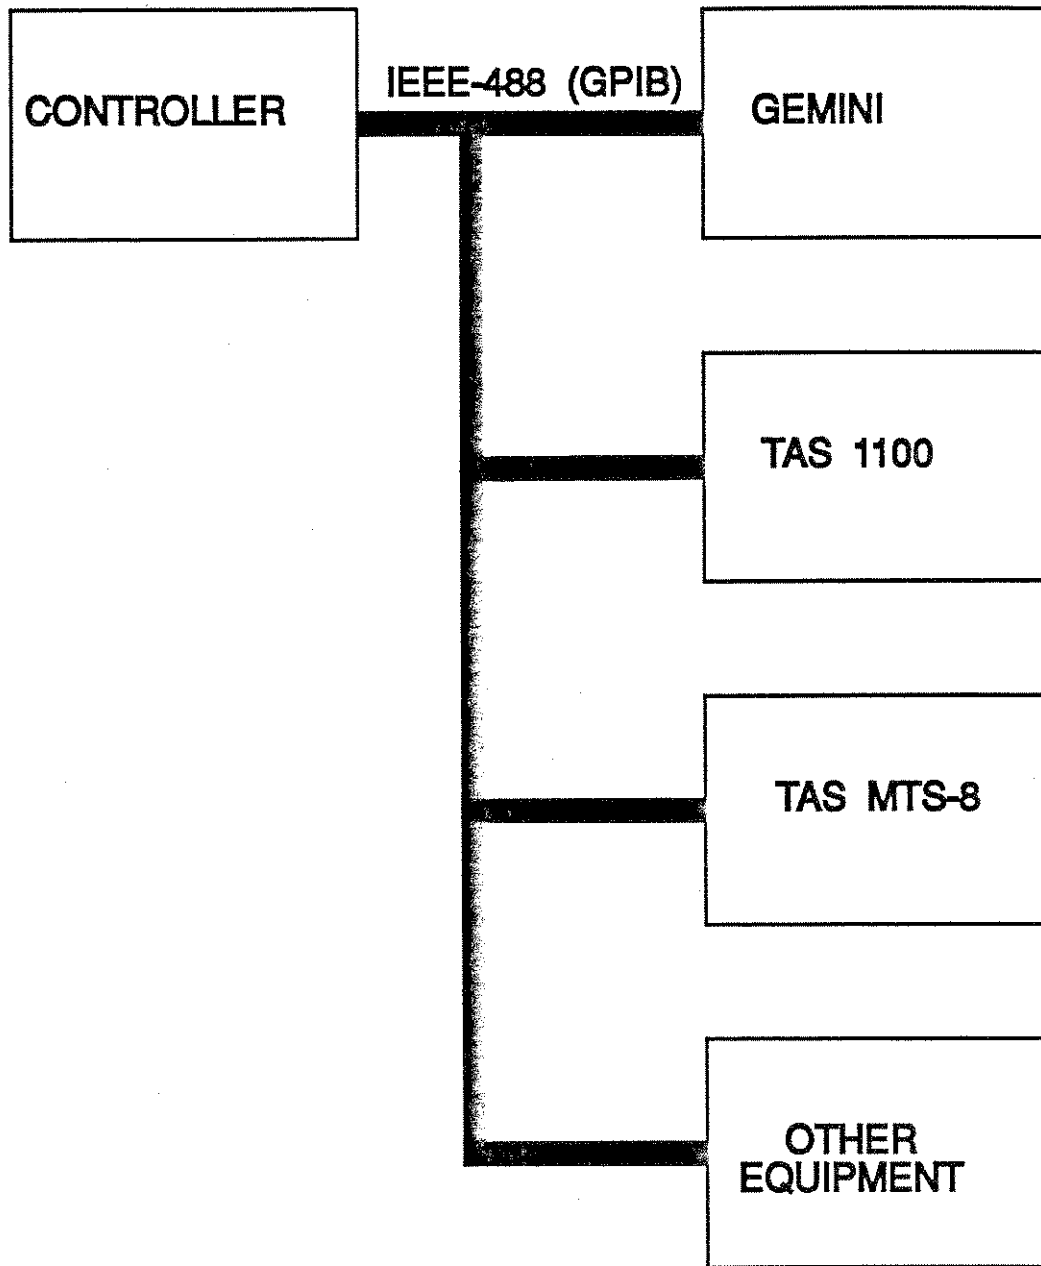 CONTROLLER
IEEE-488 (GPIB)
GEMINI
TAS 1100
TAS MTS-8
OTHER
EQUIPMENT